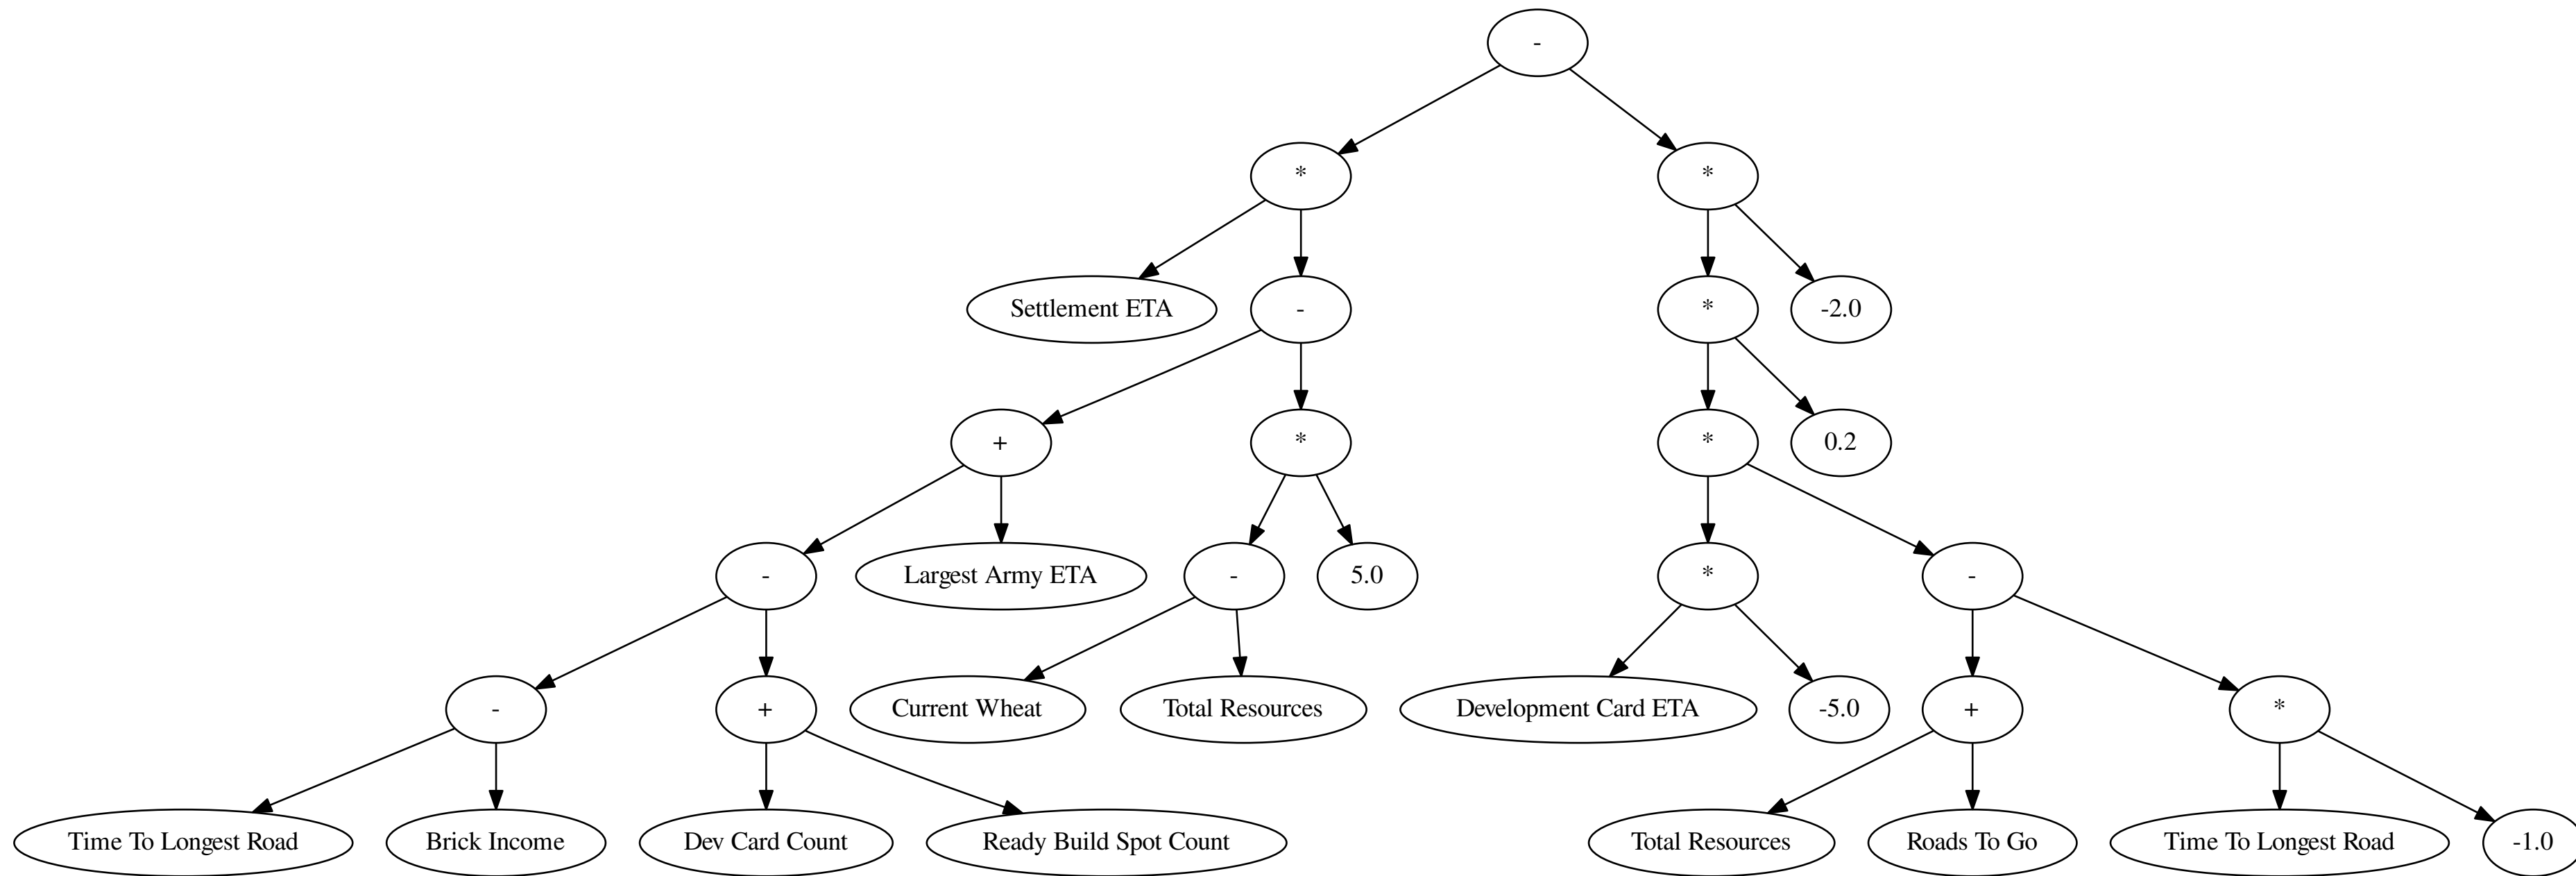 -
* *
Settlement ETA - * -2.0
+ * * 0.2
- Largest Army ETA - 5.0 * -
- + Current Wheat Total Resources Development Card ETA -5.0 + *
Time To Longest Road Brick Income Dev Card Count Ready Build Spot Count Total Resources Roads To Go Time To Longest Road -1.0